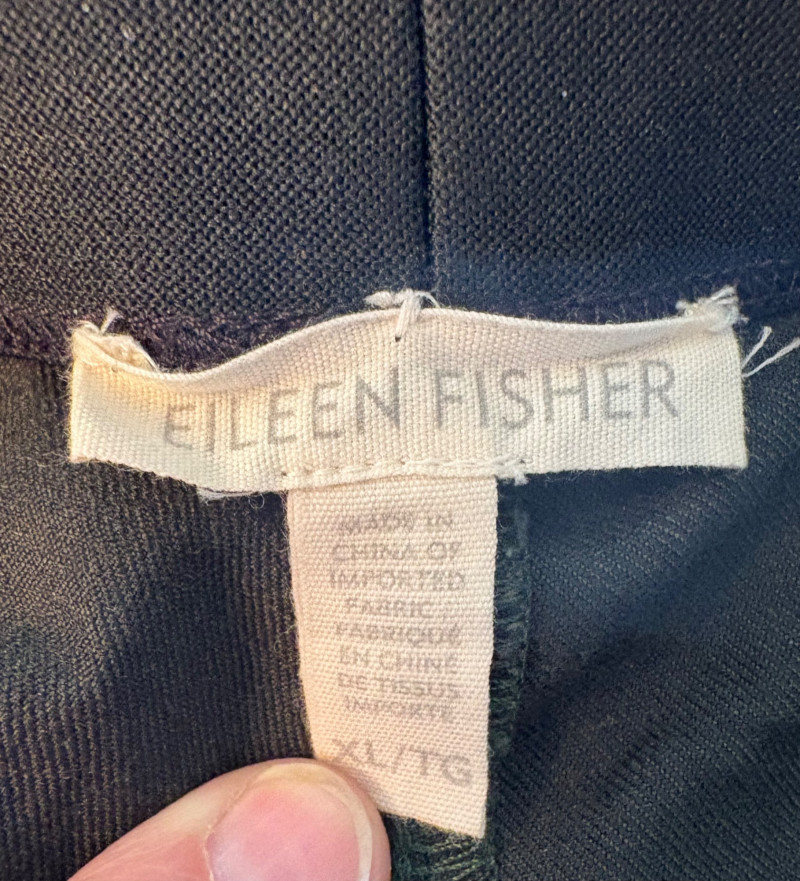 EILEEN FISHER
MADE IN
CHINA OF
IMPORTED
FABRIC
FABRIQUÉ
EN CHINE
DE TISSUS
IMPORTÉ
XL/TG